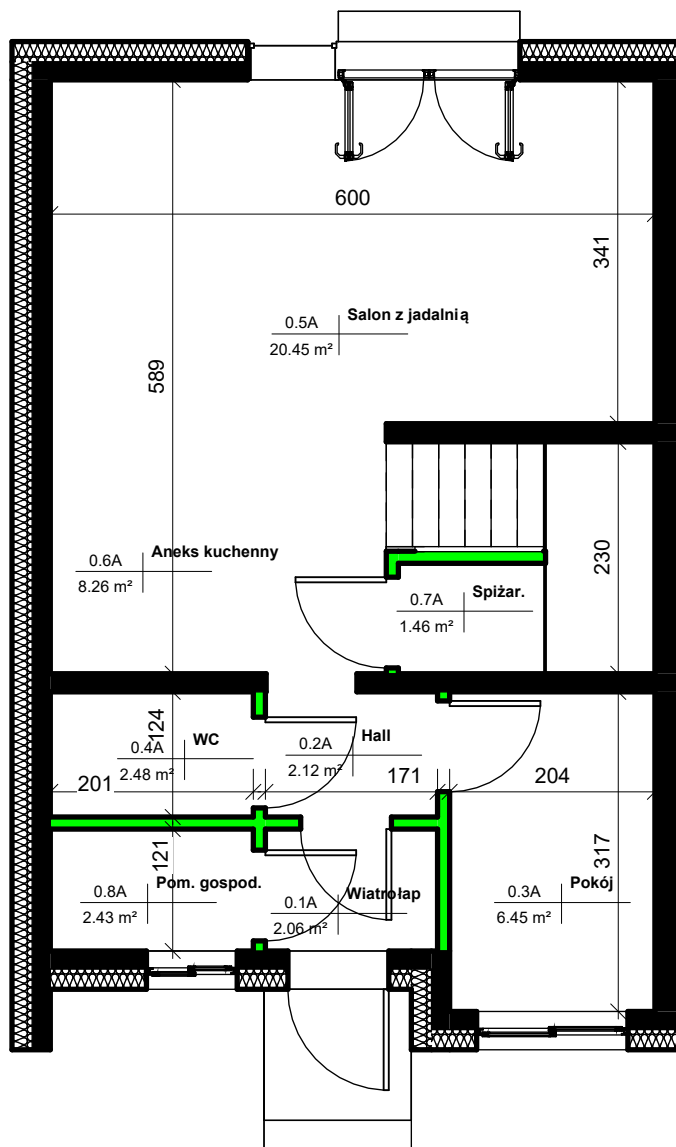 600
341
Salon z jadalnią
0.5A
20.45 m²
589
Aneks kuchenny
0.6A
8.26 m²
230
Spiżar.
0.7A
1.46 m²
124
WC
0.4A
2.48 m²
Hall
0.2A
2.12 m²
201
171
204
121
317
Pom. gospod.
0.8A
2.43 m²
Wiatrołap
0.1A
2.06 m²
Pokój
0.3A
6.45 m²